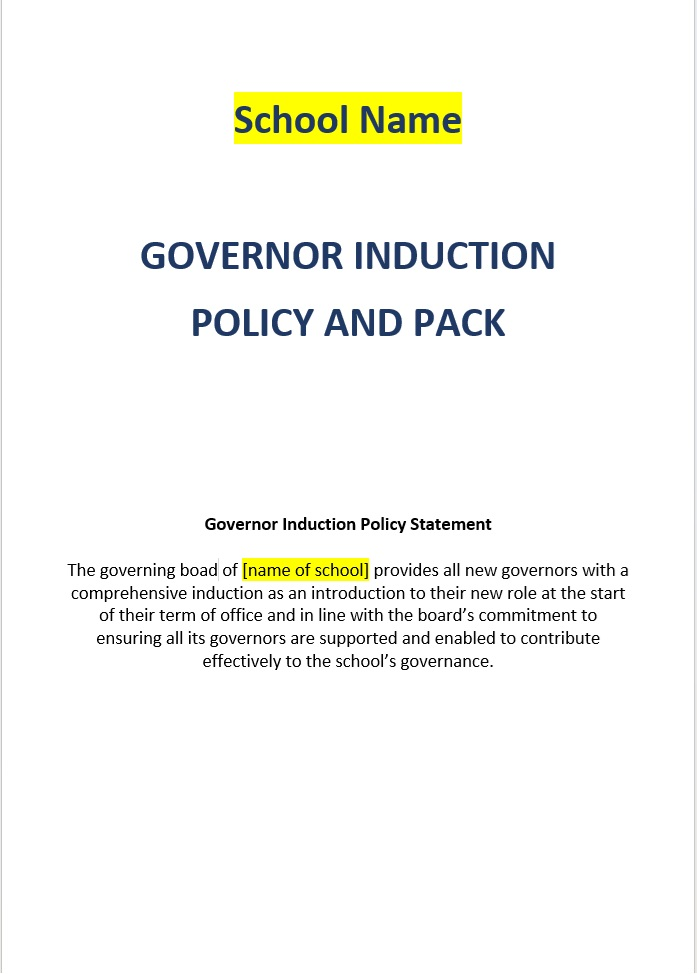 School Name
GOVERNOR INDUCTION
POLICY AND PACK
Governor Induction Policy Statement
The governing boad of [name of school] provides all new governors with a
comprehensive induction as an introduction to their new role at the start
of their term of office and in line with the board’s commitment to
ensuring all its governors are supported and enabled to contribute
effectively to the school’s governance.